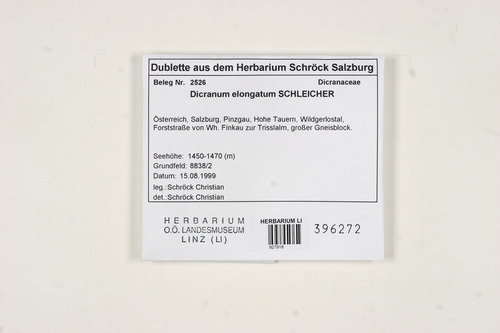 Dublette aus dem Herbarium Schröck Salzburg
Beleg Nr. 2526 Dicranaceae
Dicranum elongatum SCHLEICHER
Österreich, Salzburg, Pinzgau, Hohe Tauern, Wildgerlostal,
Forststraße von Wh. Finkau zur Trisslalm, großer Gneisblock.
Seehöhe: 1450-1470 (m)
Grundfeld: 8838/2
Datum: 15.08.1999
leg.:Schröck Christian
det.:Schröck Christian
HERBARIUM
O.Ö. LANDESMUSEUM
LINZ (LI)
HERBARIUM LI
396272